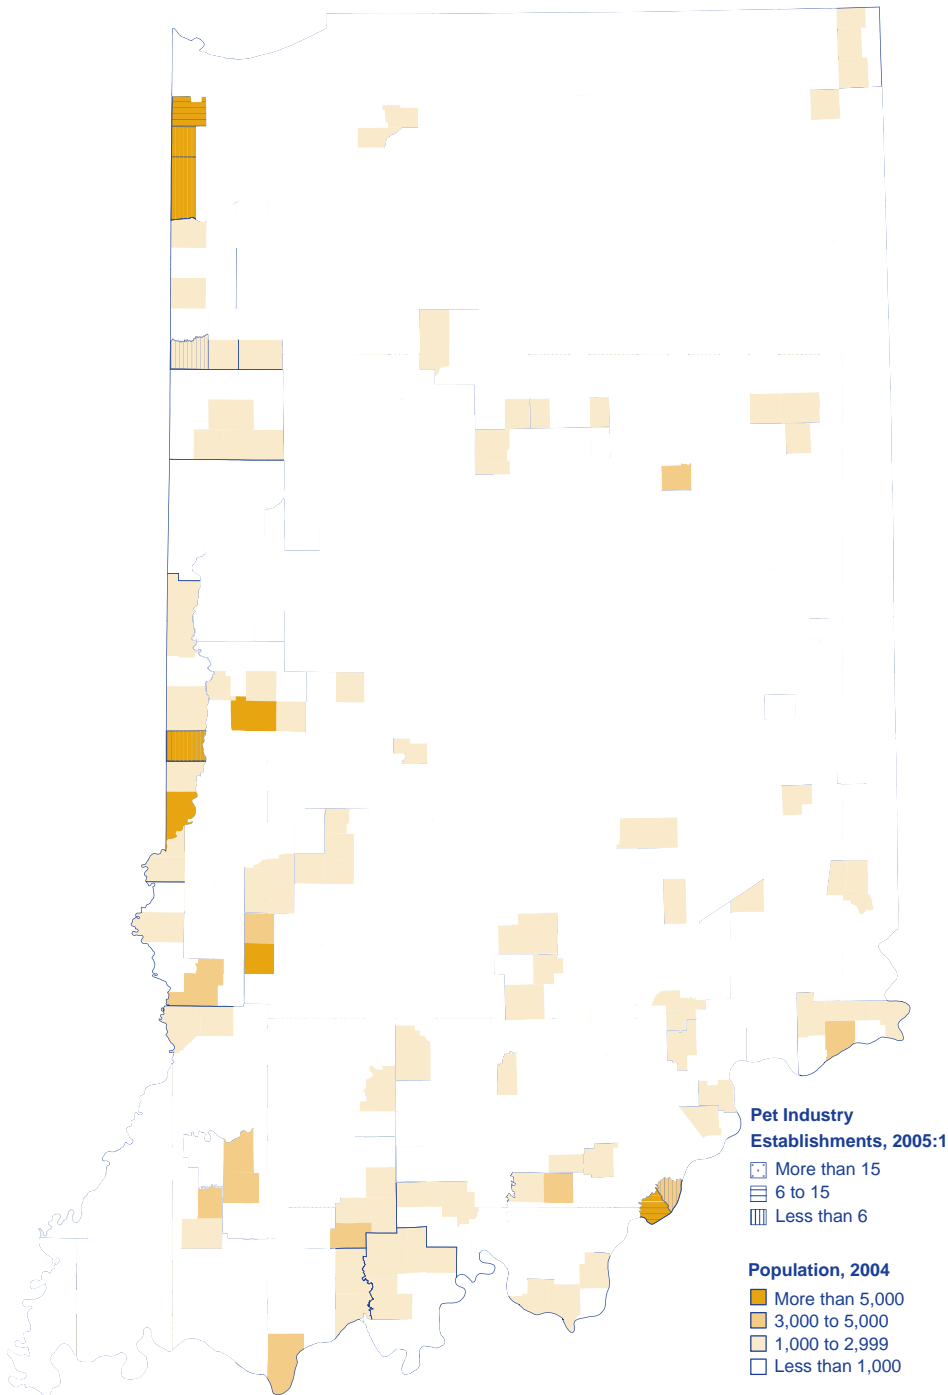 Pet Industry
Establishments, 2005:1
More than 15
6 to 15
Less than 6
Population, 2004
More than 5,000
3,000 to 5,000
1,000 to 2,999
Less than 1,000